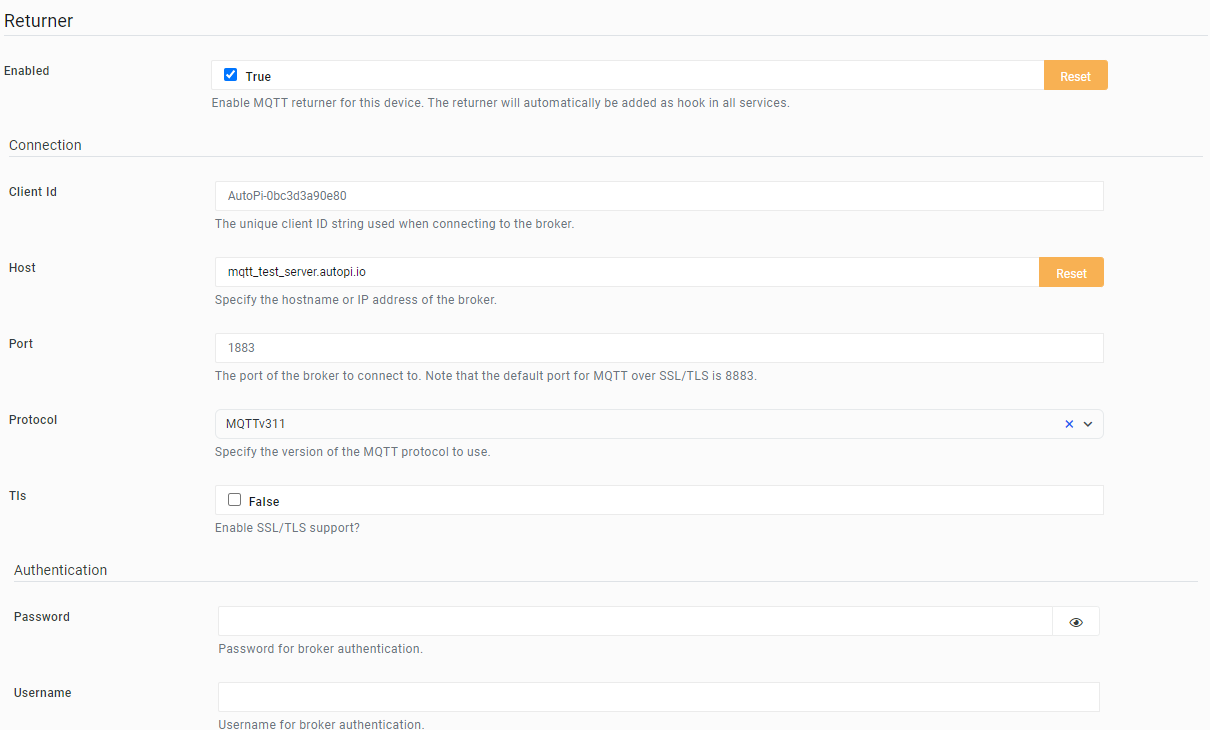 Returner
Enabled
True
Reset
Enable MQTT returner for this device. The returner will automatically be added as hook in all services.
Connection
Client Id
AutoPi-0bc3d3a90e80
The unique client ID string used when connecting to the broker.
Host
mqtt_test_server.autopi.io
Reset
Specify the hostname or IP address of the broker.
Port
1883
The port of the broker to connect to. Note that the default port for MQTT over SSL/TLS is 8883.
Protocol
MQTTv311
Specify the version of the MQTT protocol to use.
Tls
False
Enable SSL/TLS support?
Authentication
Password
Password for broker authentication.
Username
Username for broker authentication.